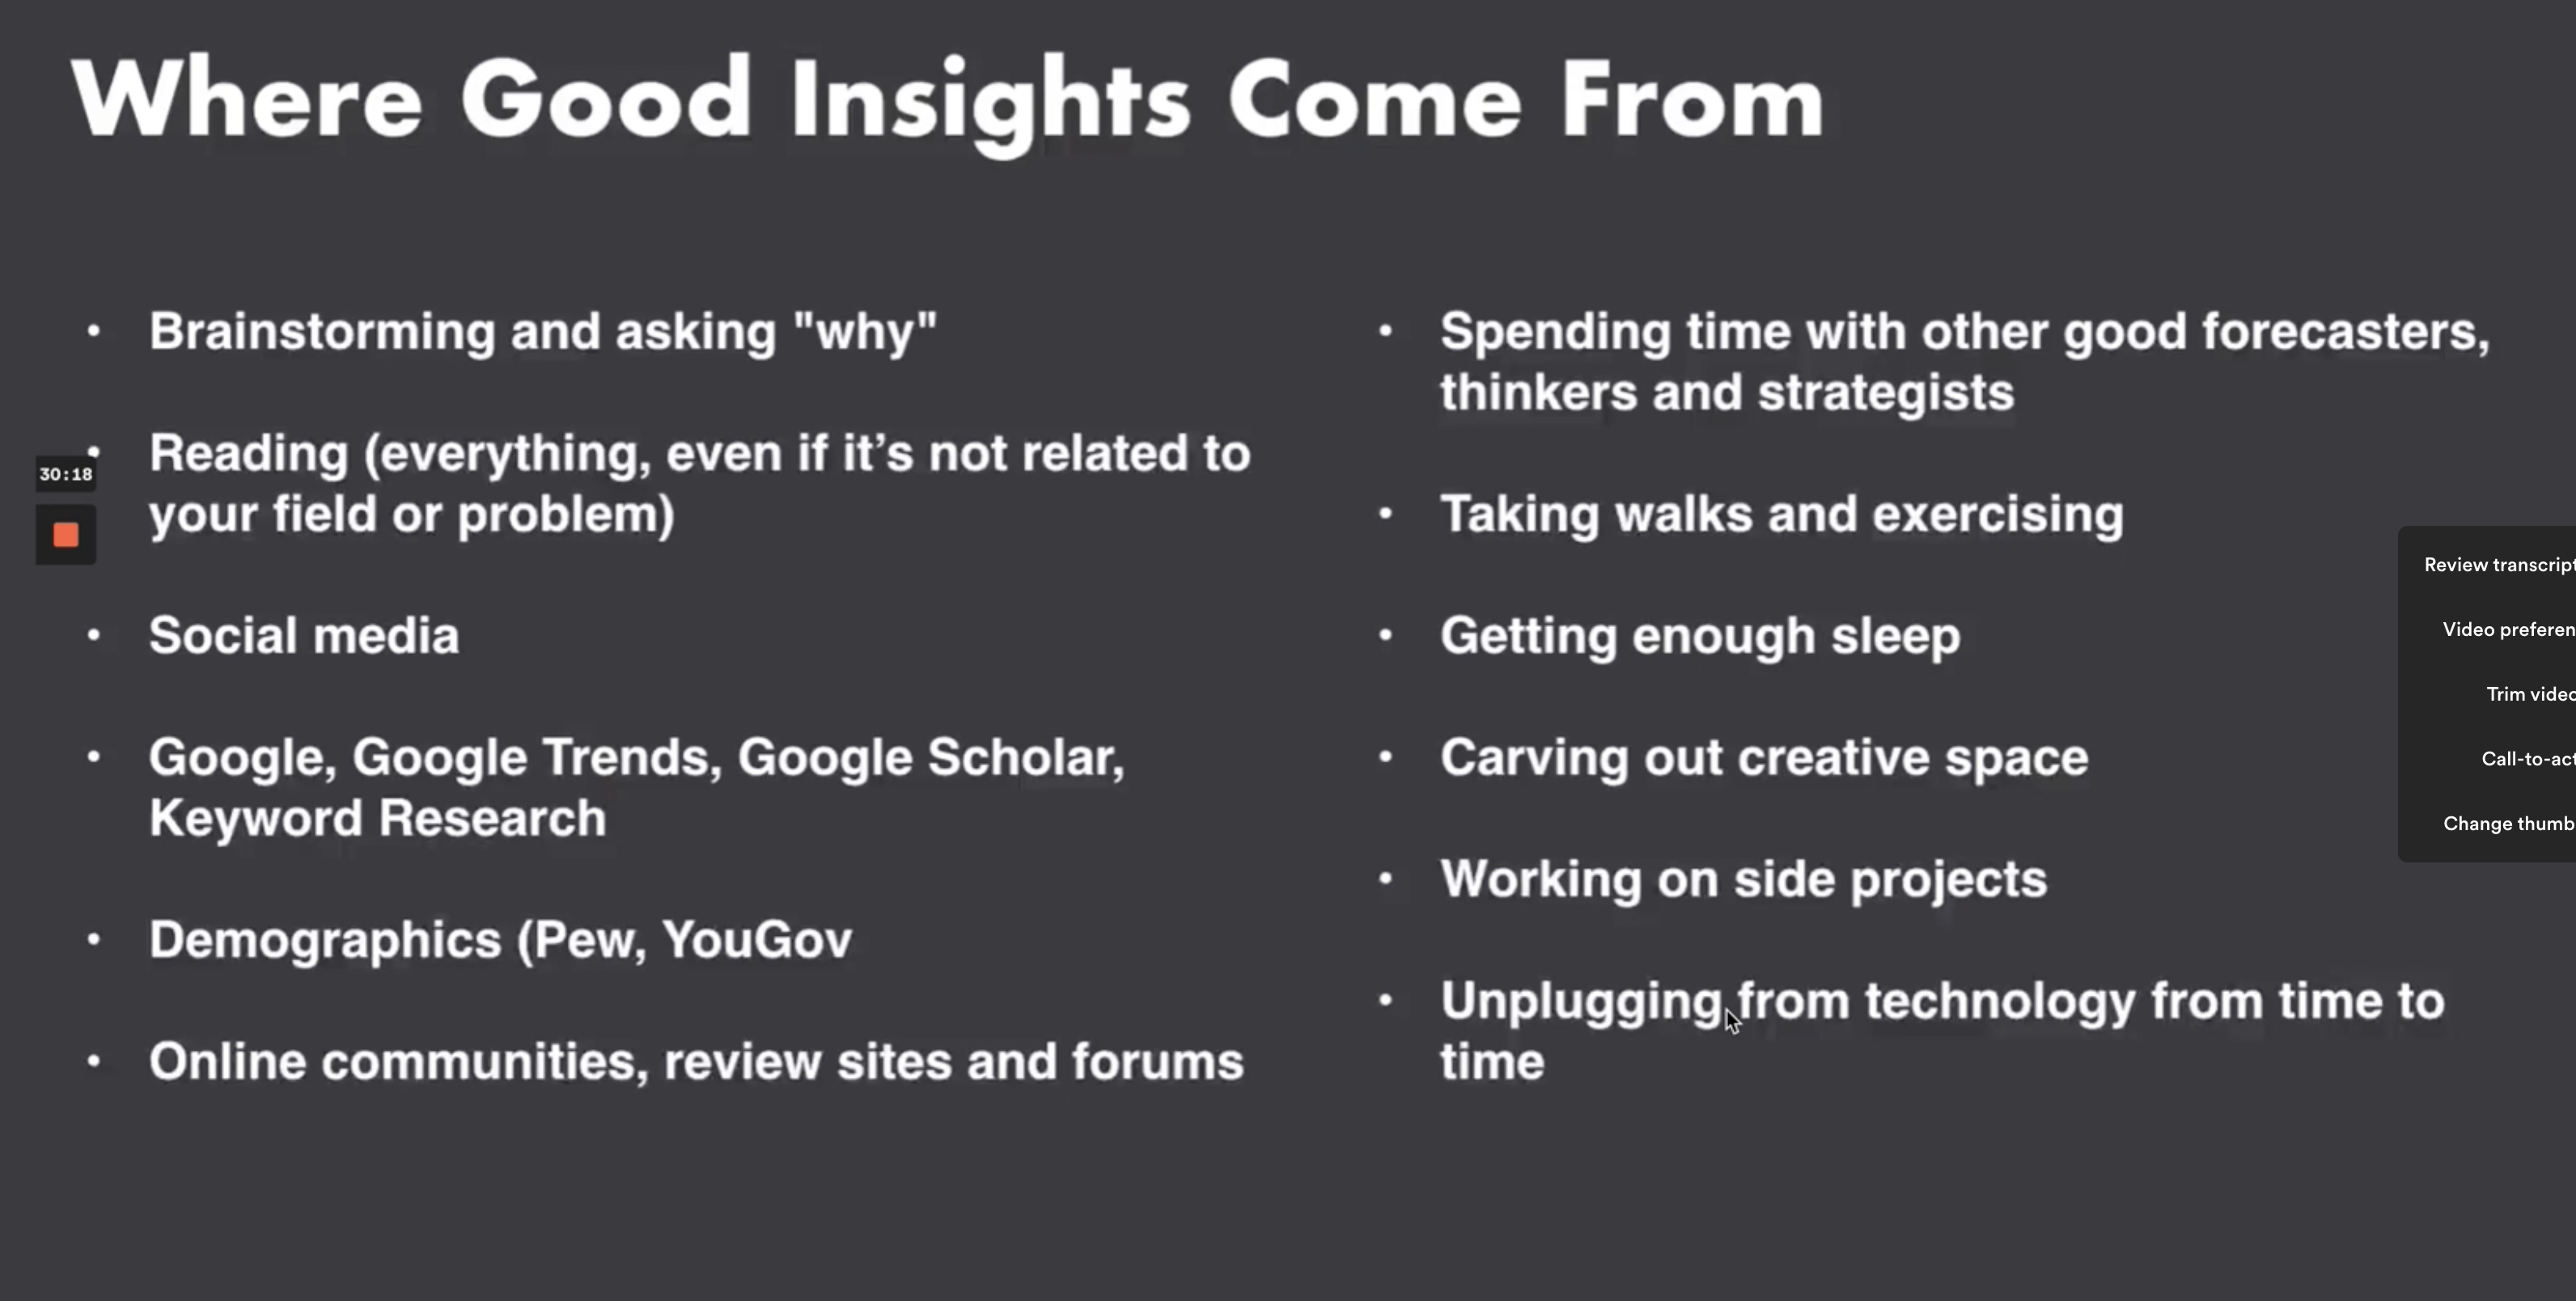 Where Good Insights Come From
• Brainstorming and asking "why"
• Reading (everything, even if it’s not related to
your field or problem)
• Social media
• Google, Google Trends, Google Scholar,
Keyword Research
• Demographics (Pew, YouGov
• Online communities, review sites and forums
• Spending time with other good forecasters,
thinkers and strategists
• Taking walks and exercising
• Getting enough sleep
• Carving out creative space
• Working on side projects
• Unplugging from technology from time to
time
30:18
Review transcript
Video preferen
Trim video
Call-to-act
Change thumb